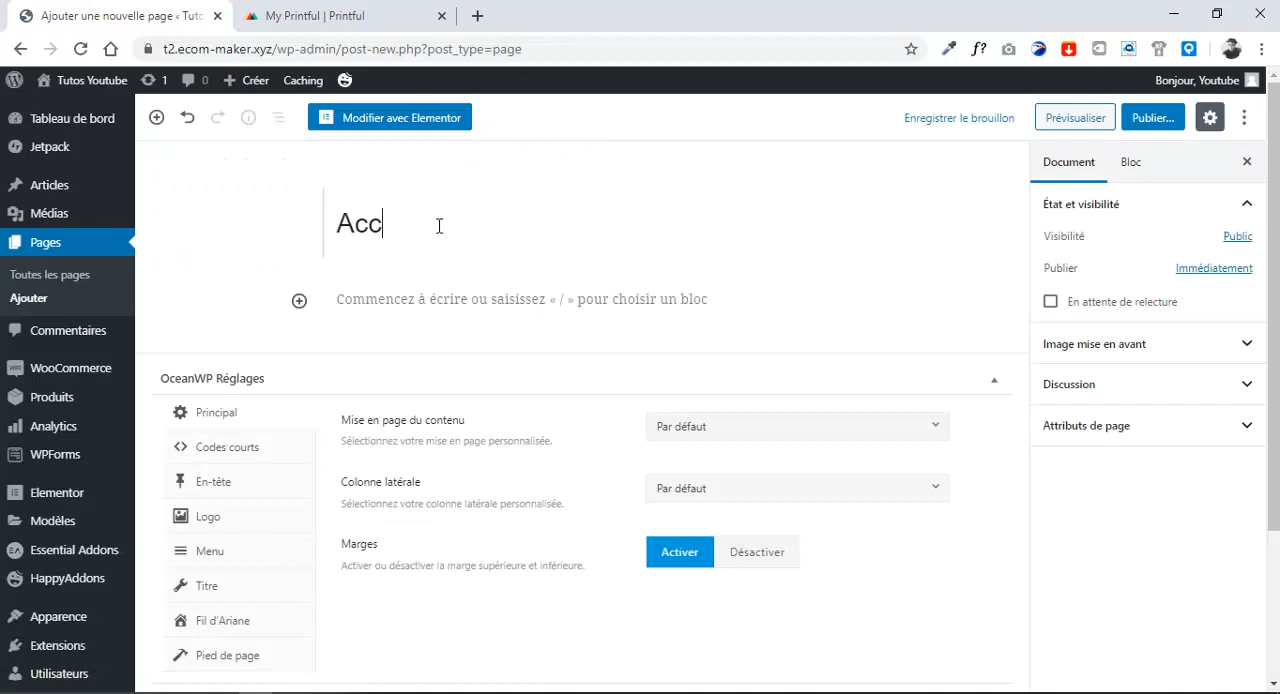 Ajouter une nouvelle page ‹ Tuto
My Printful | Printful
t2.ecom-maker.xyz/wp-admin/post-new.php?post_type=page
f?
Tutos Youtube
1
0
Créer
Caching
Bonjour, Youtube
Tableau de bord
Jetpack
Articles
Médias
Pages
Toutes les pages
Ajouter
Commentaires
WooCommerce
Produits
Analytics
WPForms
Elementor
Modèles
Essential Addons
HappyAddons
Apparence
Extensions
Utilisateurs
Modifier avec Elementor
Enregistrer le brouillon
Prévisualiser
Publier...
Acc
Commencez à écrire ou saisissez « / » pour choisir un bloc
OceanWP Réglages
Principal
Codes courts
En-tête
Logo
Menu
Titre
Fil d'Ariane
Pied de page
Mise en page du contenu
Sélectionnez votre mise en page personnalisée.
Par défaut
Colonne latérale
Sélectionnez votre colonne latérale personnalisée.
Par défaut
Marges
Activer ou désactiver la marge supérieure et inférieure.
Activer
Désactiver
Document
Bloc
État et visibilité
Visibilité
Public
Publier
Immédiatement
En attente de relecture
Image mise en avant
Discussion
Attributs de page